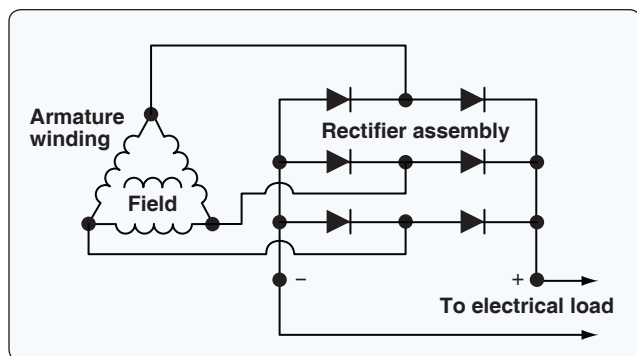 Armature
winding
Rectifier assembly
Field
− +
To electrical load